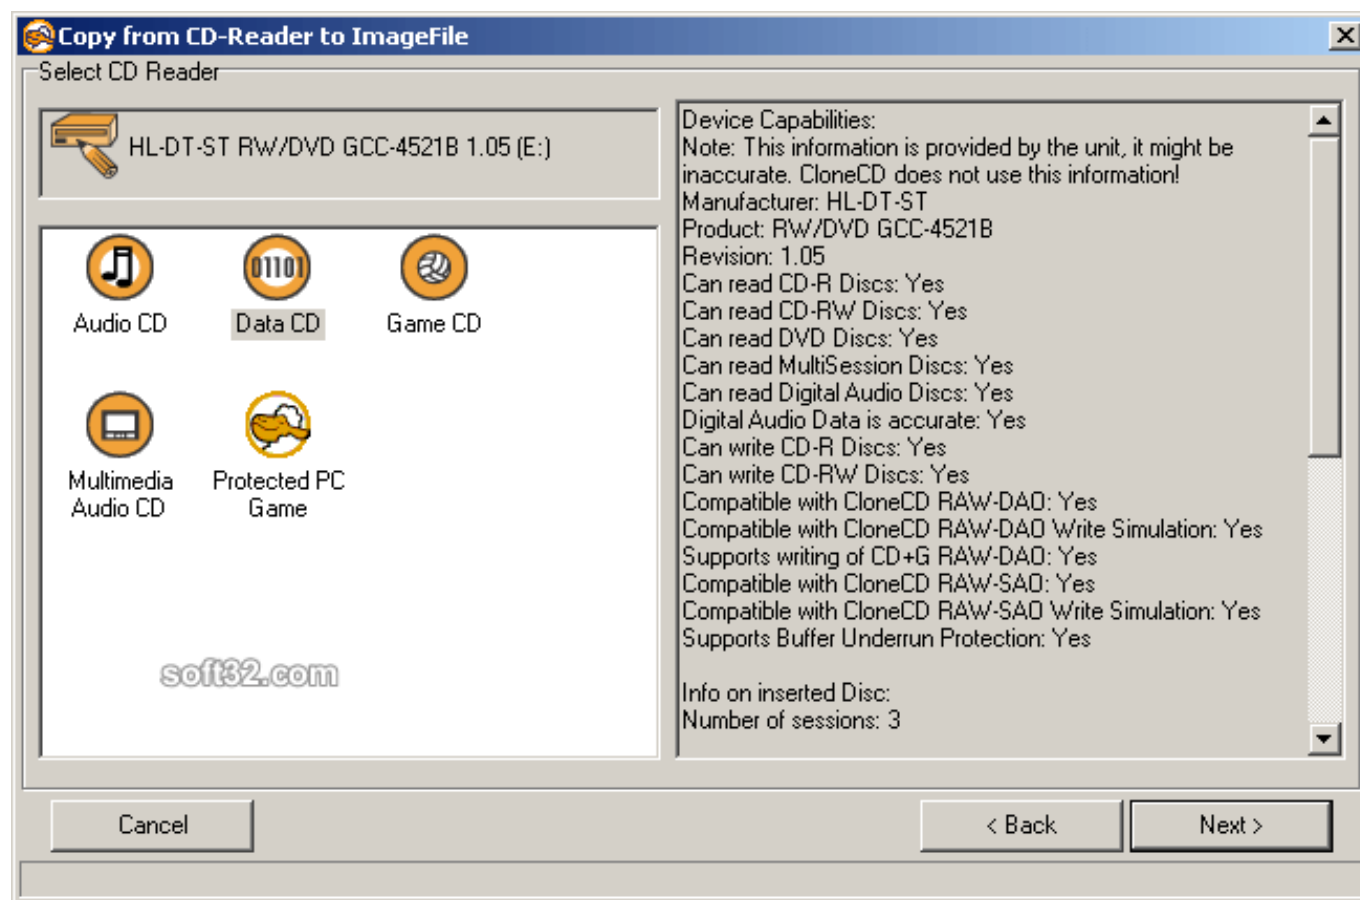 Copy from CD-Reader to ImageFile
Select CD Reader
HL-DT-ST RW/DVD GCC-4521B 1.05 (E:)
Audio CD
01101
Data CD
Game CD
Multimedia
Audio CD
Protected PC
Game
soft32.com
Device Capabilities:
Note: This information is provided by the unit, it might be
inaccurate. CloneCD does not use this information!
Manufacturer: HL-DT-ST
Product: RW/DVD GCC-4521B
Revision: 1.05
Can read CD-R Discs: Yes
Can read CD-RW Discs: Yes
Can read DVD Discs: Yes
Can read MultiSession Discs: Yes
Can read Digital Audio Discs: Yes
Digital Audio Data is accurate: Yes
Can write CD-R Discs: Yes
Can write CD-RW Discs: Yes
Compatible with CloneCD RAW-DAO: Yes
Compatible with CloneCD RAW-DAO Write Simulation: Yes
Supports writing of CD+G RAW-DAO: Yes
Compatible with CloneCD RAW-SAO: Yes
Compatible with CloneCD RAW-SAO Write Simulation: Yes
Supports Buffer Underrun Protection: Yes
Info on inserted Disc:
Number of sessions: 3
Cancel
< Back
Next >